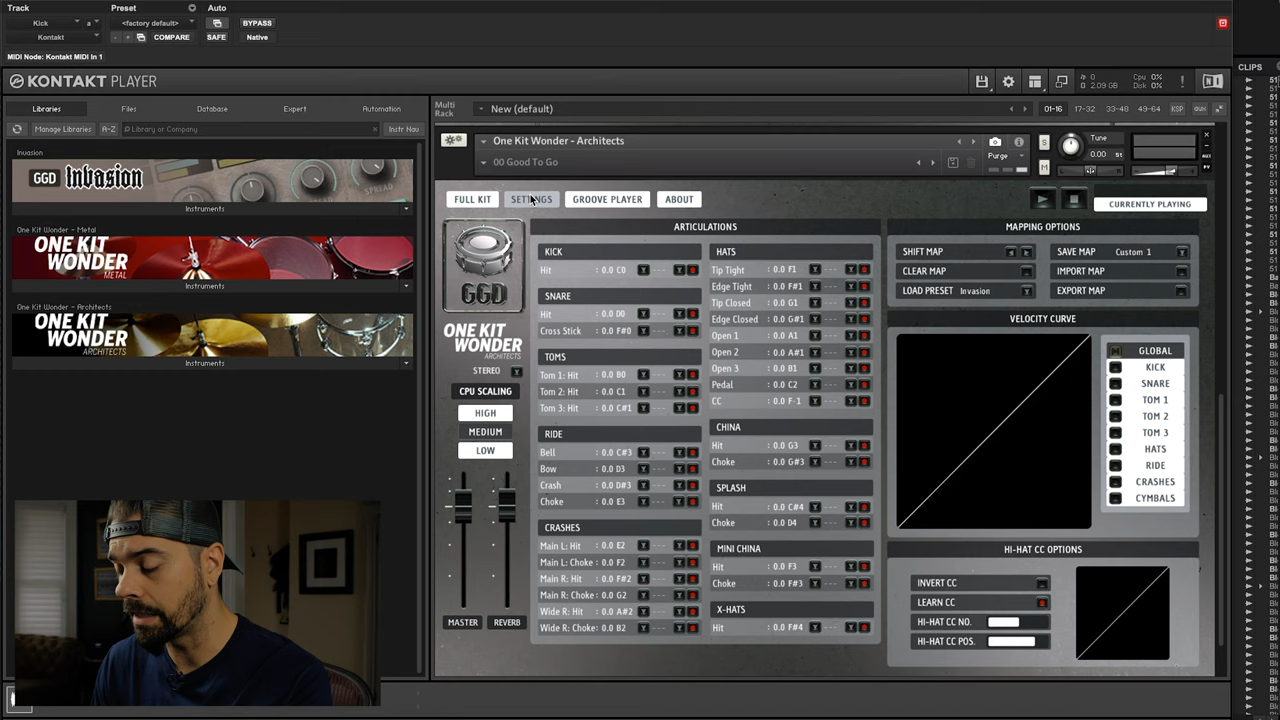 Track
Preset
Auto
Kick
a
<factory default>
BYPASS
Kontakt
COMPARE
SAFE
Native
MIDI Node: Kontakt MIDI In 1
CLIPS
KONTAKT PLAYER
0
2.09 GB
Cpu 0%
Disk 0%
Libraries
Files
Database
Expert
Automation
Manage Libraries
A-Z
Library or Company
Instr Nav
Multi Rack
New (default)
01-16
17-32
33-48
49-64
KSP
AUX
Invasion
GGD Invasion
SPREAD
Instruments
One Kit Wonder - Metal
ONE KIT
WONDER
METAL
Instruments
One Kit Wonder - Architects
ONE KIT
WONDER
ARCHITECTS
Instruments
One Kit Wonder - Architects
00 Good To Go
Purge
S
M
Tune
0.00 st
FULL KIT
SETTINGS
GROOVE PLAYER
ABOUT
CURRENTLY PLAYING
GGD
ONE KIT
WONDER
ARCHITECTS
STEREO
CPU SCALING
HIGH
MEDIUM
LOW
MASTER
REVERB
ARTICULATIONS
KICK
Hit : 0.0 C0
SNARE
Hit : 0.0 D0
Cross Stick : 0.0 F#0
TOMS
Tom 1: Hit : 0.0 B0
Tom 2: Hit : 0.0 C1
Tom 3: Hit : 0.0 C#1
RIDE
Bell : 0.0 C#3
Bow : 0.0 D3
Crash : 0.0 D#3
Choke : 0.0 E3
CRASHES
Main L: Hit : 0.0 E2
Main L: Choke : 0.0 F2
Main R: Hit : 0.0 F#2
Main R: Choke : 0.0 G2
Wide R: Hit : 0.0 A#2
Wide R: Choke : 0.0 B2
HATS
Tip Tight : 0.0 F1
Edge Tight : 0.0 F#1
Tip Closed : 0.0 G1
Edge Closed : 0.0 G#1
Open 1 : 0.0 A1
Open 2 : 0.0 A#1
Open 3 : 0.0 B1
Pedal : 0.0 C2
CC : 0.0 F-1
CHINA
Hit : 0.0 G3
Choke : 0.0 G#3
SPLASH
Hit : 0.0 C#4
Choke : 0.0 D4
MINI CHINA
Hit : 0.0 F3
Choke : 0.0 F#3
X-HATS
Hit : 0.0 F#4
MAPPING OPTIONS
SHIFT MAP
SAVE MAP Custom 1
CLEAR MAP
IMPORT MAP
LOAD PRESET Invasion
EXPORT MAP
VELOCITY CURVE
GLOBAL
KICK
SNARE
TOM 1
TOM 2
TOM 3
HATS
RIDE
CRASHES
CYMBALS
HI-HAT CC OPTIONS
INVERT CC
LEARN CC
HI-HAT CC NO.
HI-HAT CC POS.